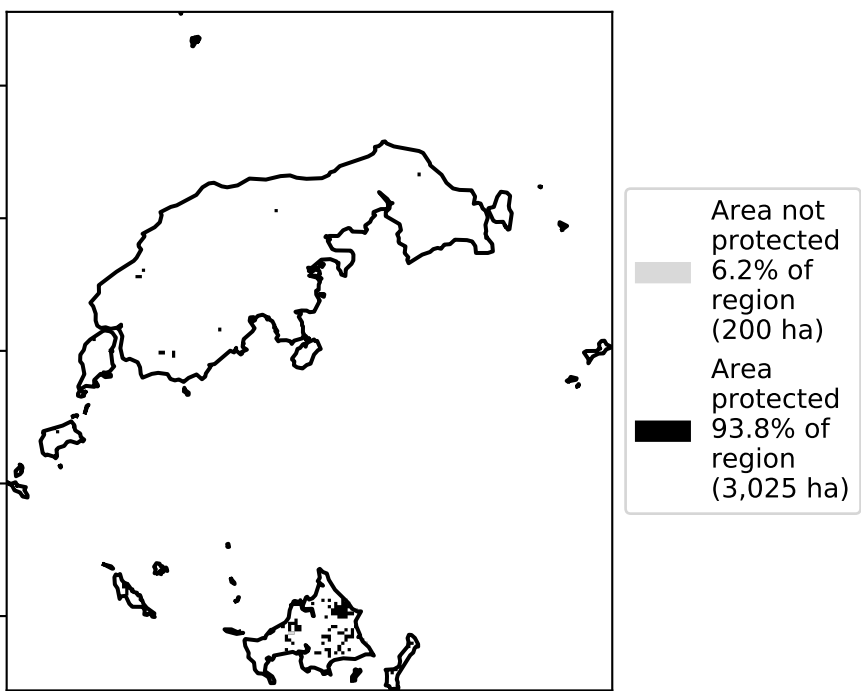 Area not
protected
6.2% of
region
(200 ha)
Area
protected
93.8% of
region
(3,025 ha)